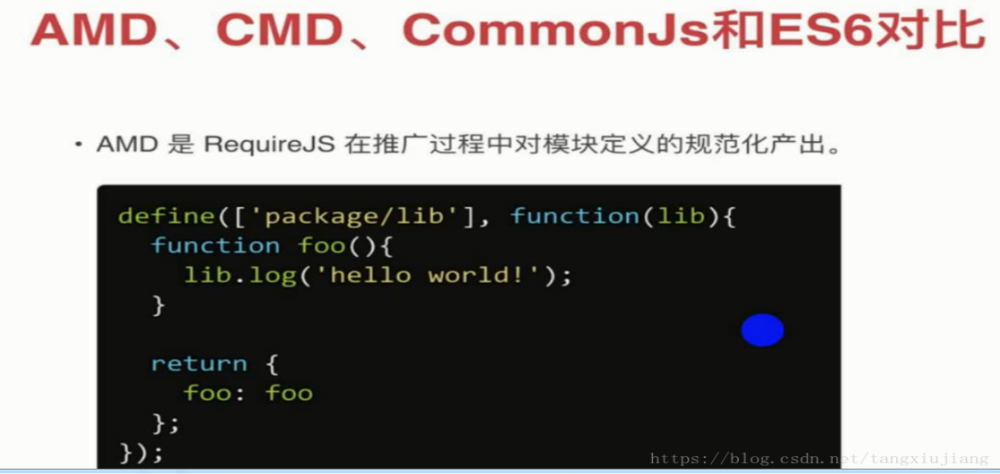 AMD、CMD、CommonJs和ES6对比
• AMD 是 RequireJS 在推广过程中对模块定义的规范化产出。
define(['package/lib'], function(lib){
  function foo(){
    lib.log('hello world!');
  }
  return {
    foo: foo
  };
});
https://blog.csdn.net/tangxiujiang